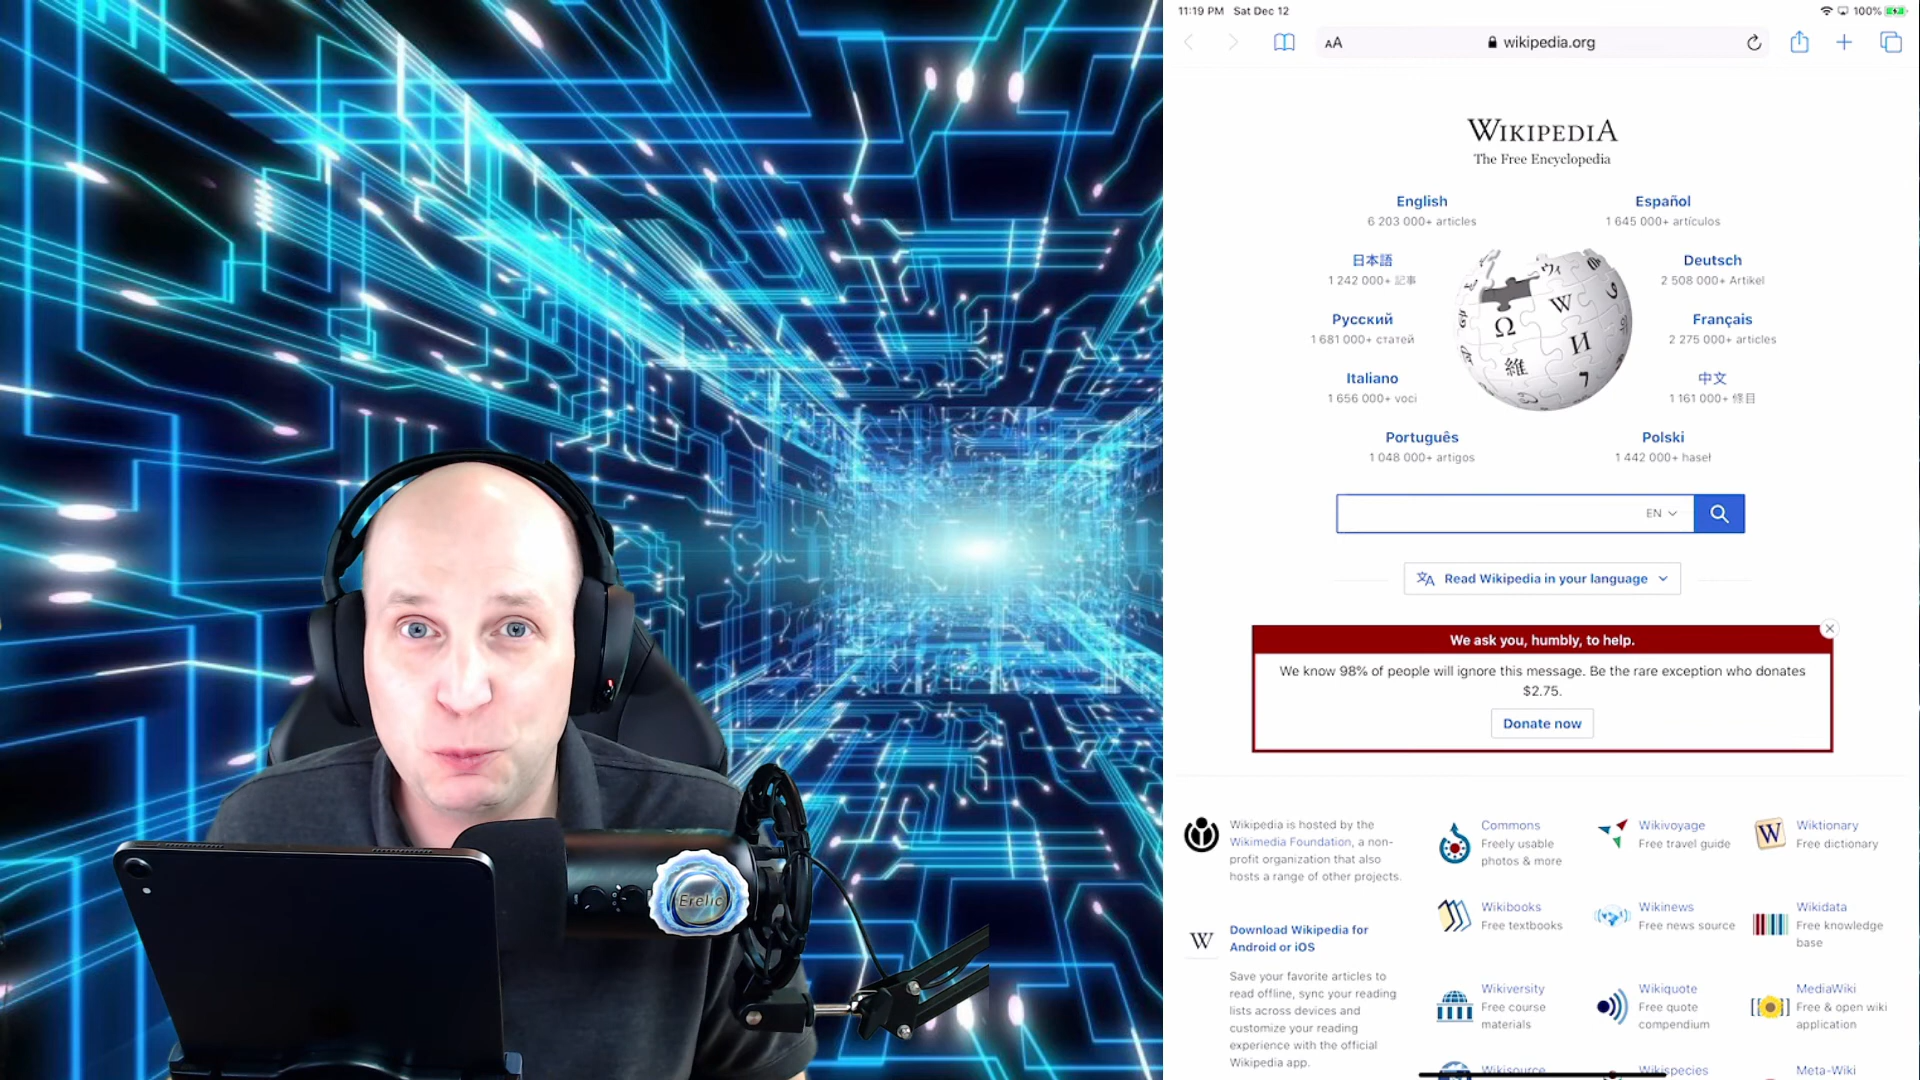 11:19 PM Sat Dec 12
100%
AA
wikipedia.org
WIKIPEDIA
The Free Encyclopedia
English
6 203 000+ articles
Español
1 645 000+ artículos
日本語
1 242 000+ 記事
Deutsch
2 508 000+ Artikel
Русский
1 681 000+ статей
Français
2 275 000+ articles
Italiano
1 656 000+ voci
中文
1 161 000+ 條目
Português
1 048 000+ artigos
Polski
1 442 000+ haseł
Ω
W
И
維
EN
Read Wikipedia in your language
We ask you, humbly, to help.
We know 98% of people will ignore this message. Be the rare exception who donates
$2.75.
Donate now
Wikipedia is hosted by the
Wikimedia Foundation, a non-
profit organization that also
hosts a range of other projects.
W
Download Wikipedia for
Android or iOS
Save your favorite articles to
read offline, sync your reading
lists across devices and
customize your reading
experience with the official
Wikipedia app.
Commons
Freely usable
photos & more
Wikivoyage
Free travel guide
W
Wiktionary
Free dictionary
Wikibooks
Free textbooks
Wikinews
Free news source
Wikidata
Free knowledge
base
Wikiversity
Free course
materials
Wikiquote
Free quote
compendium
MediaWiki
Free & open wiki
application
Wikisource
Wikispecies
Meta-Wiki
Erelic